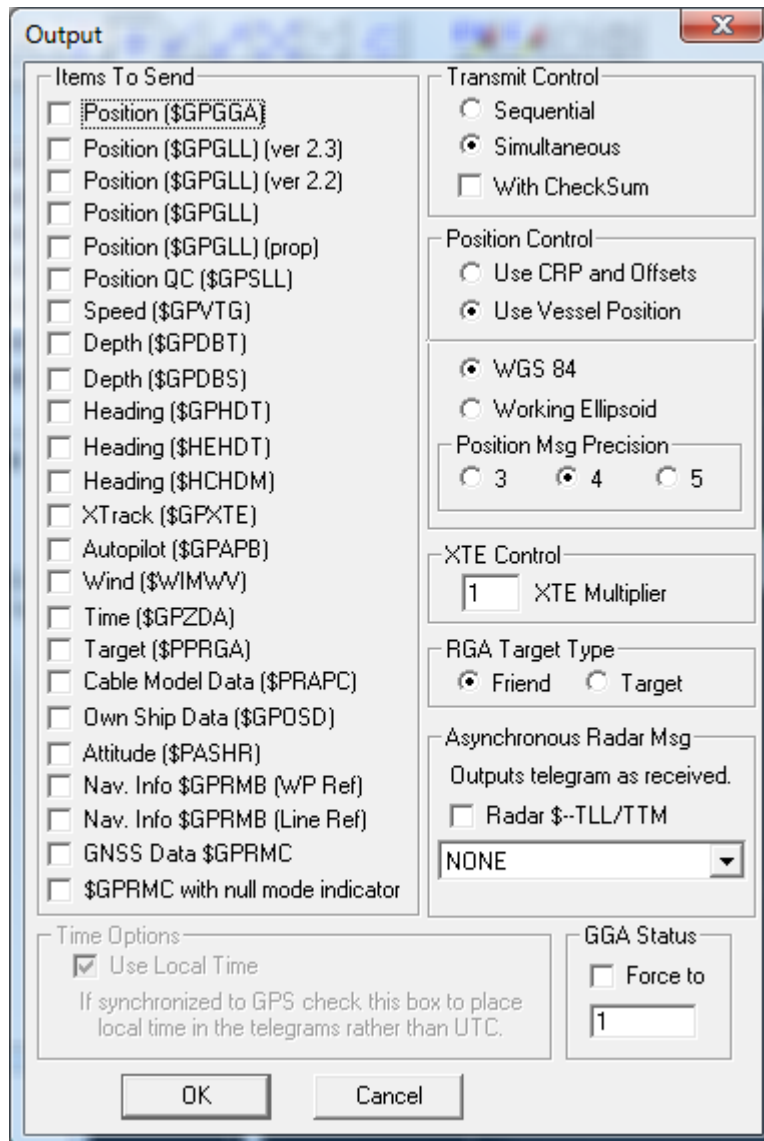 Output
Items To Send
Position ($GPGGA)
Position ($GPGLL) (ver 2.3)
Position ($GPGLL) (ver 2.2)
Position ($GPGLL)
Position ($GPGLL) (prop)
Position QC ($GPSLL)
Speed ($GPVTG)
Depth ($GPDBT)
Depth ($GPDBS)
Heading ($GPHDT)
Heading ($HEHDT)
Heading ($HCHDM)
XTrack ($GPXTE)
Autopilot ($GPAPB)
Wind ($WIMWV)
Time ($GPZDA)
Target ($PPRGA)
Cable Model Data ($PRAPC)
Own Ship Data ($GPOSD)
Attitude ($PASHR)
Nav. Info $GPRMB (WP Ref)
Nav. Info $GPRMB (Line Ref)
GNSS Data $GPRMC
$GPRMC with null mode indicator
Transmit Control
Sequential
Simultaneous
With CheckSum
Position Control
Use CRP and Offsets
Use Vessel Position
WGS 84
Working Ellipsoid
Position Msg Precision
3 4 5
XTE Control
1 XTE Multiplier
RGA Target Type
Friend Target
Asynchronous Radar Msg
Outputs telegram as received.
Radar $--TLL/TTM
NONE
Time Options
Use Local Time
If synchronized to GPS check this box to place
local time in the telegrams rather than UTC.
GGA Status
Force to
1
OK Cancel